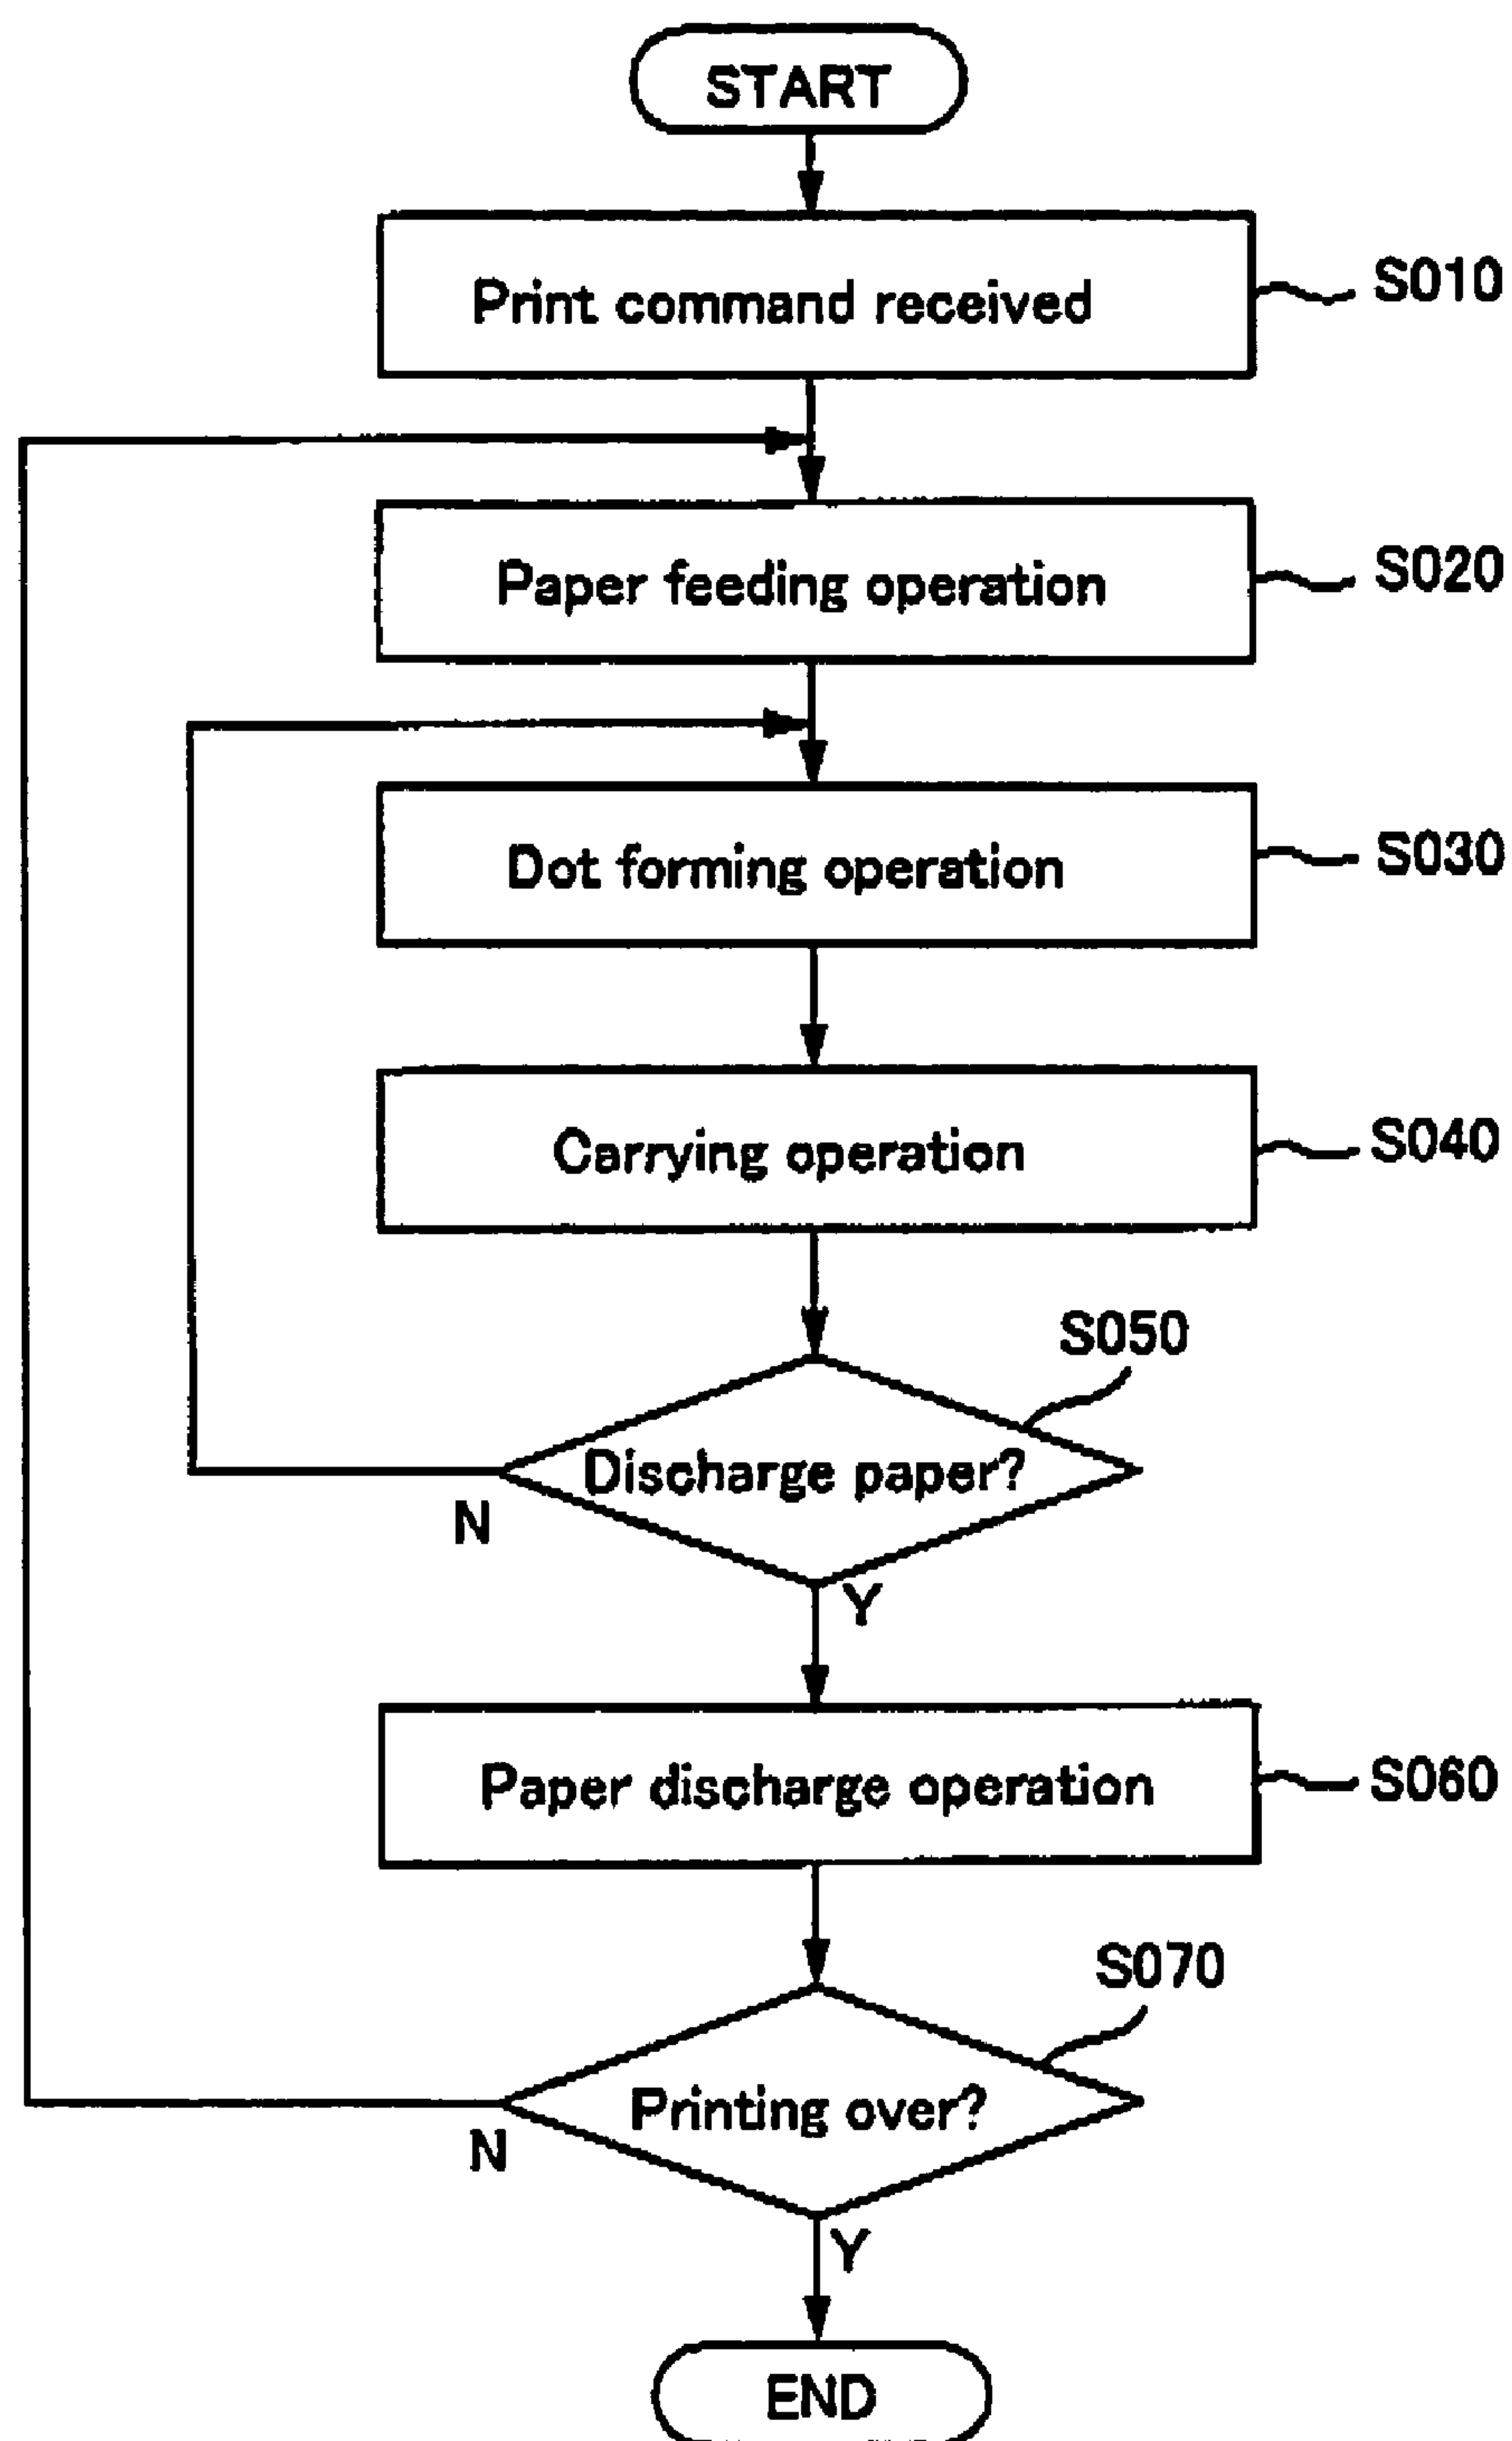 START
Print command received
S010
Paper feeding operation
S020
Dot forming operation
S030
Carrying operation
S040
S050
Discharge paper?
N
Y
Paper discharge operation
S060
S070
Printing over?
N
Y
END